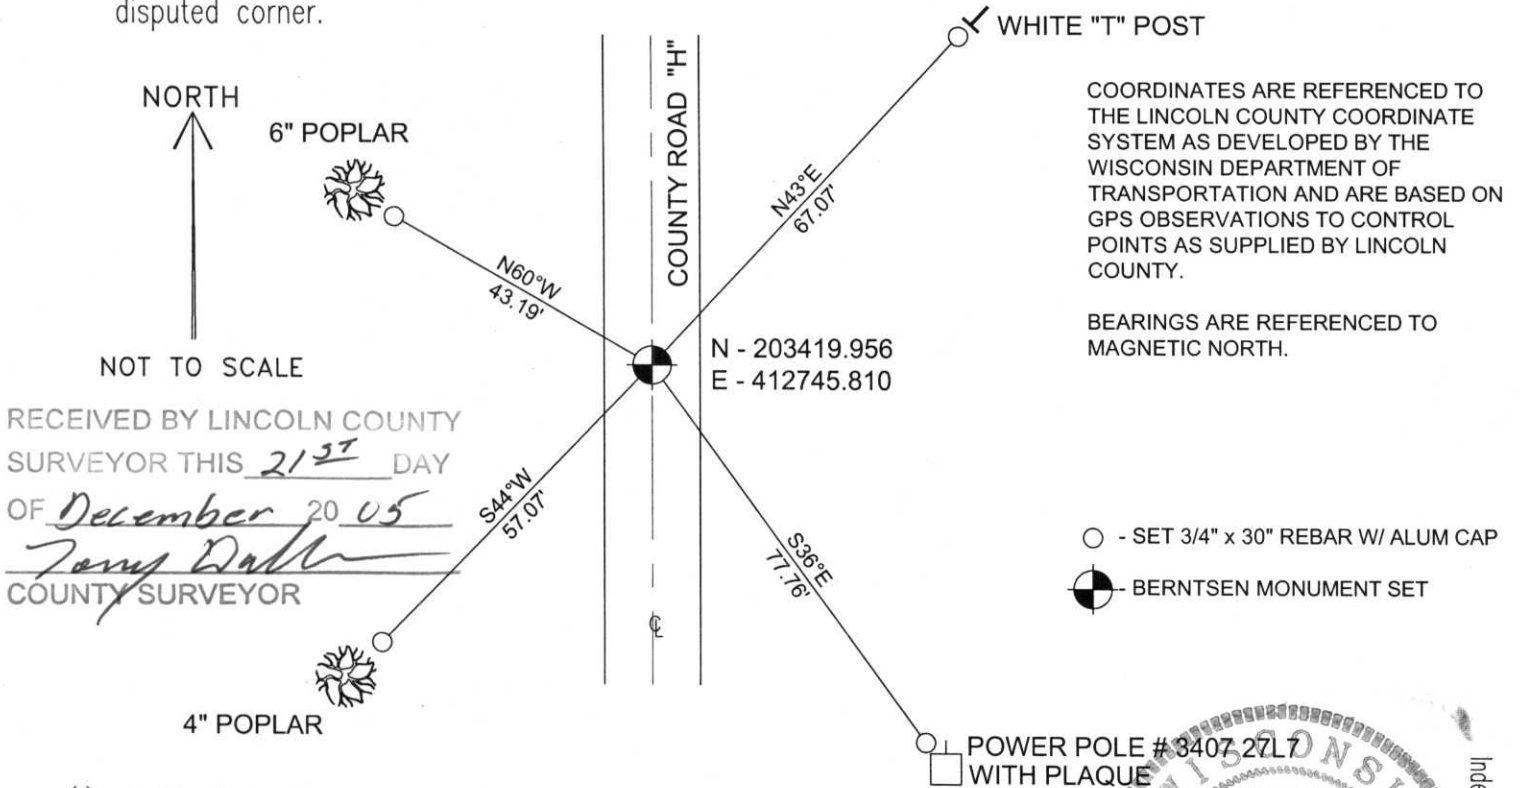 disputed corner.
NORTH
NOT TO SCALE
6" POPLAR
COUNTY ROAD "H"
WHITE "T" POST
COORDINATES ARE REFERENCED TO
THE LINCOLN COUNTY COORDINATE
SYSTEM AS DEVELOPED BY THE
WISCONSIN DEPARTMENT OF
TRANSPORTATION AND ARE BASED ON
GPS OBSERVATIONS TO CONTROL
POINTS AS SUPPLIED BY LINCOLN
COUNTY.
BEARINGS ARE REFERENCED TO
MAGNETIC NORTH.
N43°E
67.07'
N60°W
43.19'
N - 203419.956
E - 412745.810
RECEIVED BY LINCOLN COUNTY
SURVEYOR THIS 21ST DAY
OF December 20 05
Tony
COUNTY SURVEYOR
S44°W
57.07'
S36°E
77.76'
℄
- SET 3/4" x 30" REBAR W/ ALUM CAP
- BERNTSEN MONUMENT SET
4" POPLAR
POWER POLE # 3407 27L7
WITH PLAQUE